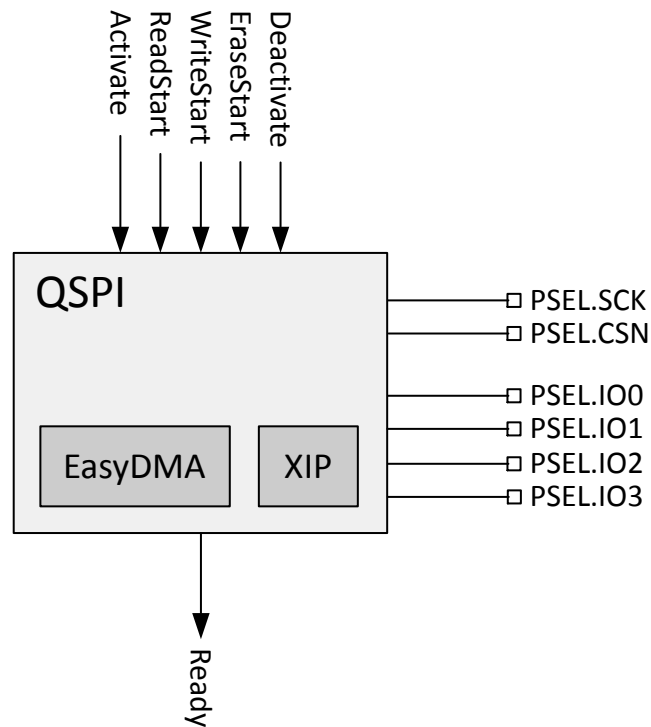 Activate
ReadStart
WriteStart
EraseStart
Deactivate
QSPI
PSEL.SCK
PSEL.CSN
PSEL.IO0
PSEL.IO1
PSEL.IO2
PSEL.IO3
EasyDMA
XIP
Ready